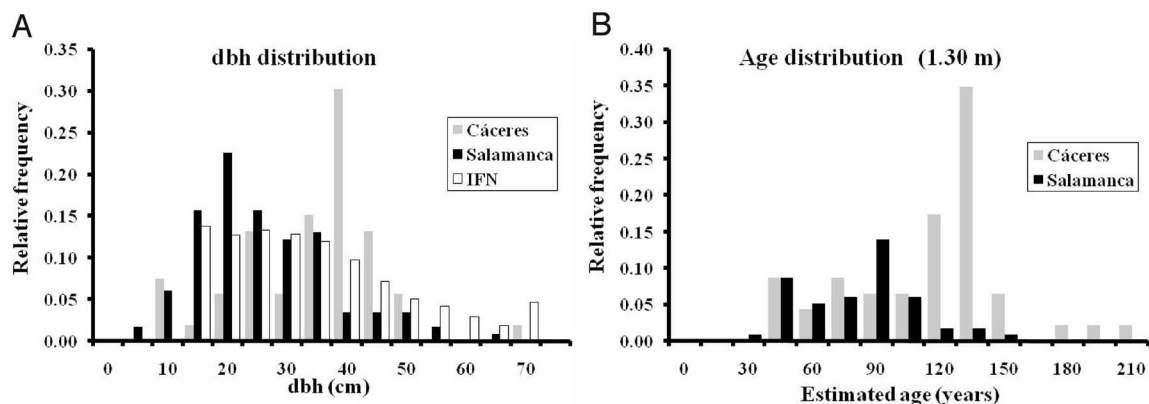 A
dbh distribution
Relative frequency
0.35
0.30
0.25
0.20
0.15
0.10
0.05
0.00
Cáceres
Salamanca
IFN
0 10 20 30 40 50 60 70
dbh (cm)
B
Age distribution (1.30 m)
Relative frequency
0.40
0.35
0.30
0.25
0.20
0.15
0.10
0.05
0.00
Cáceres
Salamanca
0 30 60 90 120 150 180 210
Estimated age (years)